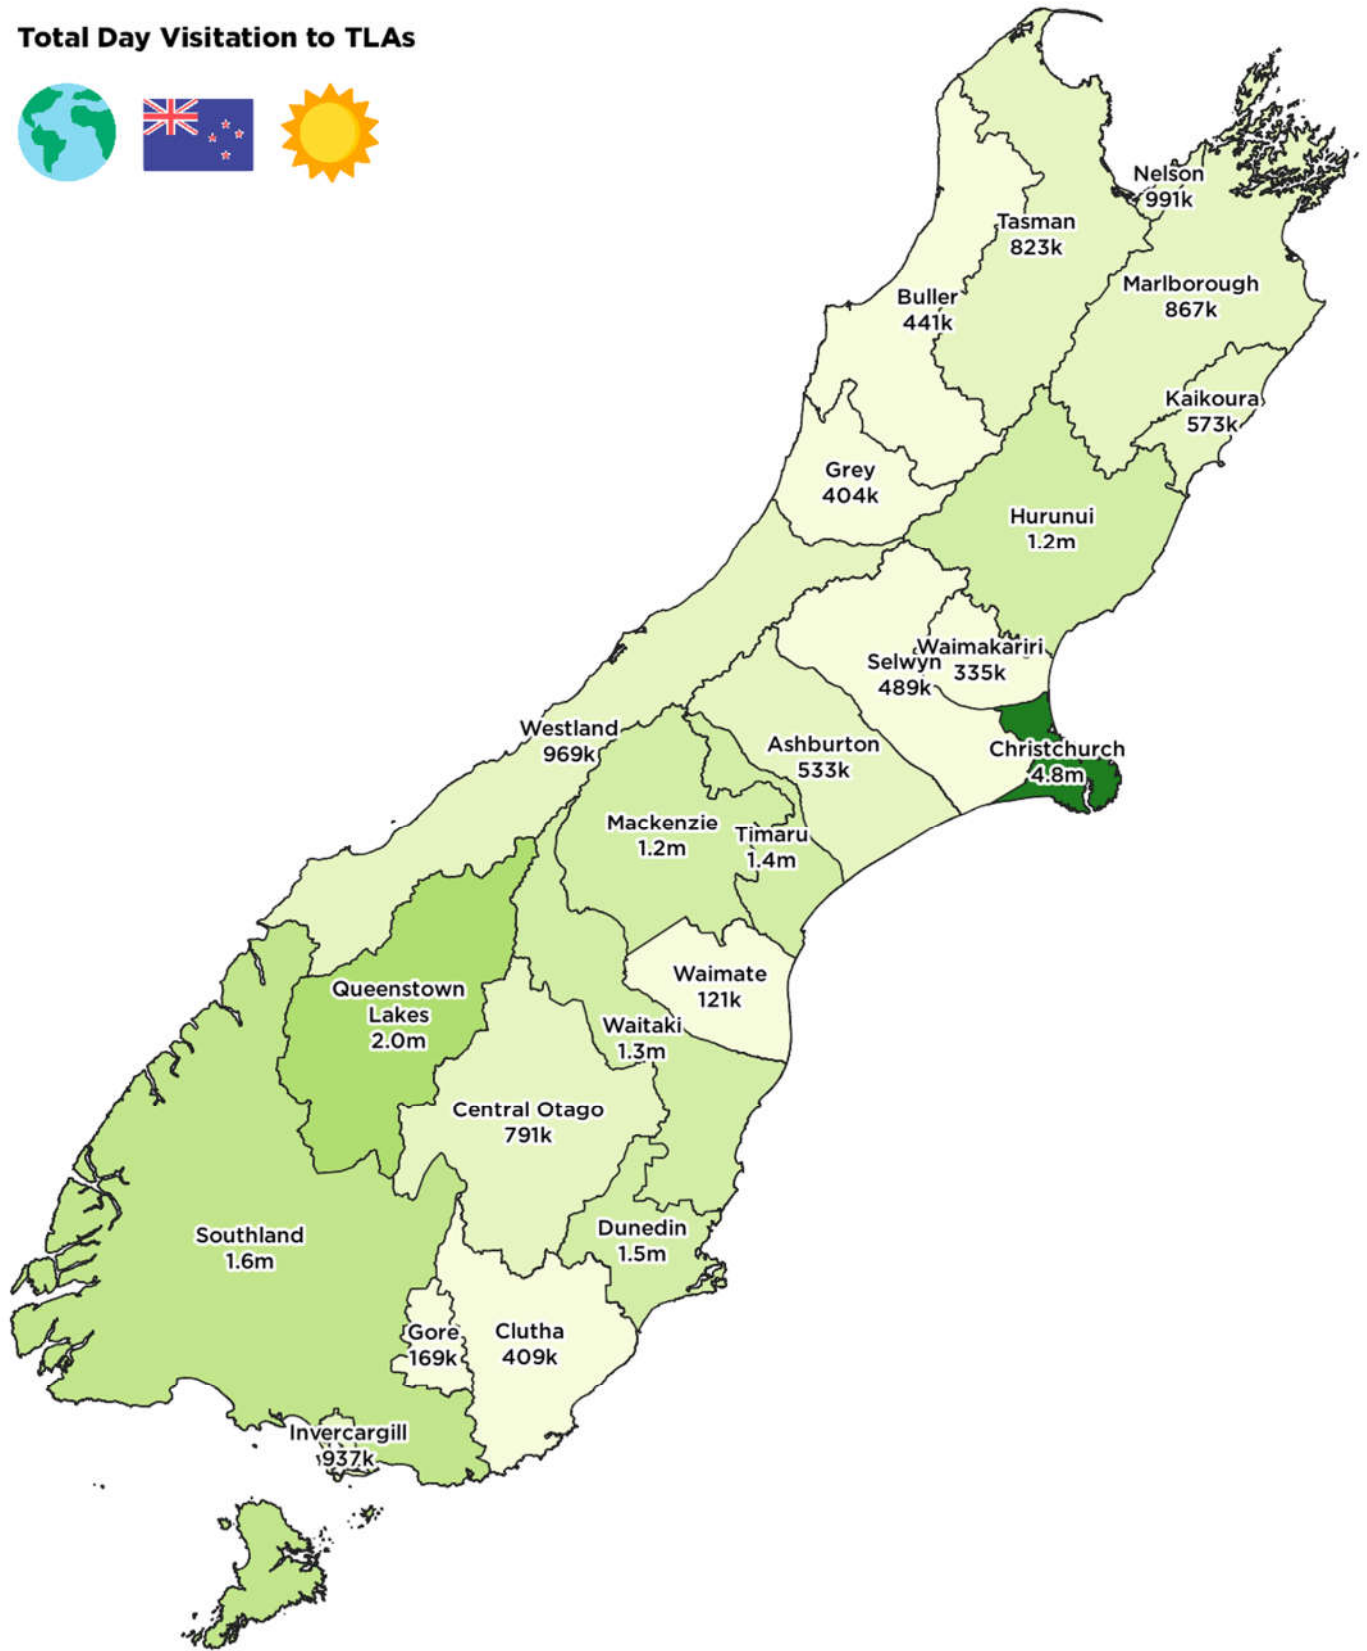 Total Day Visitation to TLAs
Nelson
991k
Tasman
823k
Marlborough
867k
Buller
441k
Kaikoura
573k
Grey
404k
Hurunui
1.2m
Waimakariri
335k
Selwyn
489k
Westland
969k
Ashburton
533k
Christchurch
4.8m
Mackenzie
1.2m
Timaru
1.4m
Waimate
121k
Queenstown
Lakes
2.0m
Waitaki
1.3m
Central Otago
791k
Southland
1.6m
Dunedin
1.5m
Gore
169k
Clutha
409k
Invercargill
937k